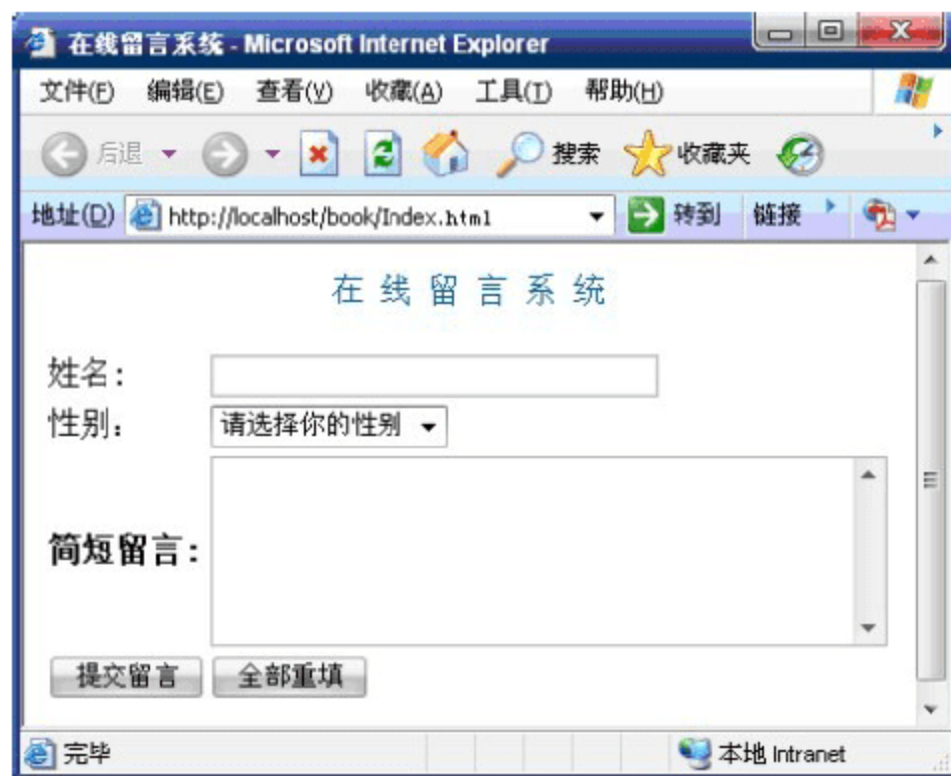 在线留言系统 - Microsoft Internet Explorer
文件(F) 编辑(E) 查看(V) 收藏(A) 工具(T) 帮助(H)
后退 搜索 收藏夹
地址(D) http://localhost/book/Index.html 转到 链接
在线留言系统
姓名：
性别： 请选择你的性别
简短留言：
提交留言 全部重填
完毕 本地 Intranet